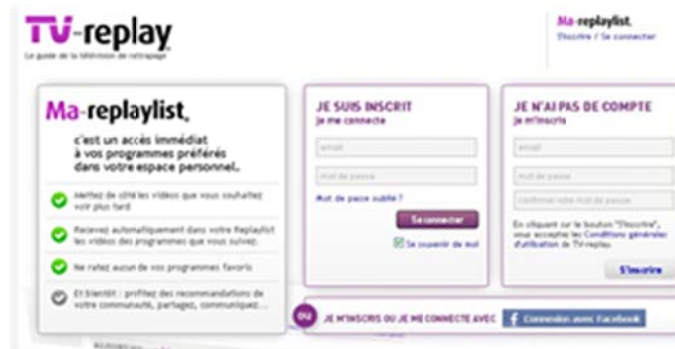 TV-replay
Le guide de la télévision de rattrapage
Ma-replaylist.
S'inscrire / Se connecter
Ma-replaylist.
c'est un accès immédiat
à vos programmes préférés
dans votre espace personnel.
Mettez de côté les vidéos que vous souhaitez
voir plus tard
Recevez automatiquement dans votre Replaylist
les vidéos des programmes que vous suivez.
Ne ratez aucun de vos programmes favoris
Et bientôt : profitez des recommandations de
votre communauté, partagez, communiquez...
JE SUIS INSCRIT
je me connecte
email
mot de passe
Mot de passe oublié ?
Se connecter
Se souvenir de moi
JE N'AI PAS DE COMPTE
je m'inscris
email
mot de passe
confirmer votre mot de passe
En cliquant sur le bouton "S'inscrire",
vous acceptez les Conditions générales
d'utilisation de TV-replay.
S'inscrire
OU JE M'INSCRIS OU JE ME CONNECTE AVEC f Connexion avec Facebook